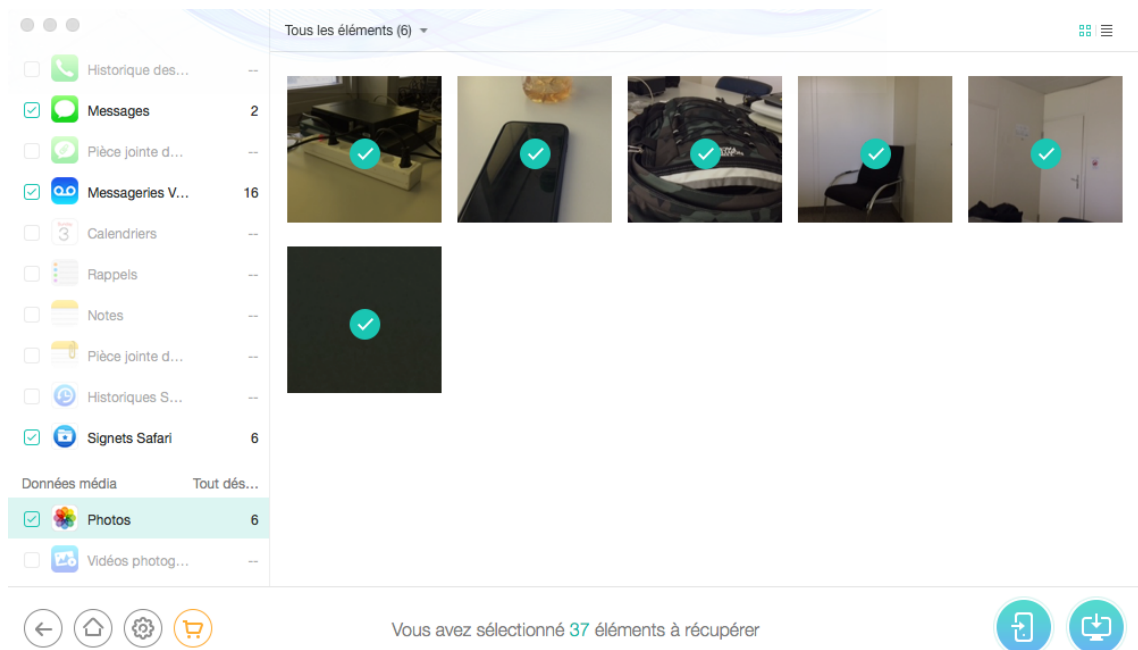 Tous les éléments (6)
Historique des... --
Messages 2
Pièce jointe d... --
Messageries V... 16
3 Calendriers --
Rappels --
Notes --
Pièce jointe d... --
Historiques S... --
Signets Safari 6
Données média Tout dés...
Photos 6
Vidéos photog... --
Vous avez sélectionné 37 éléments à récupérer